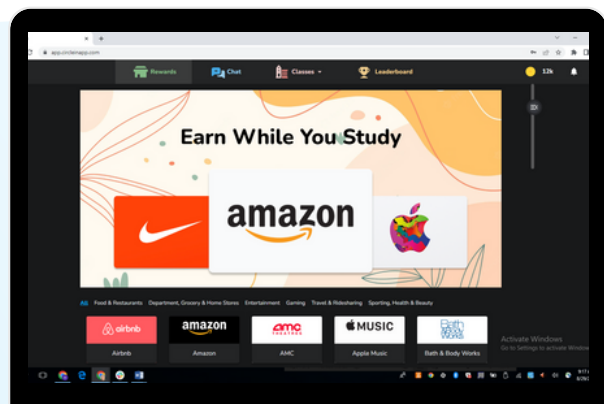 app.circleinapp.com
Rewards
Chat
Classes
Leaderboard
12k
Earn While You Study
amazon
All Food & Restaurants Department, Grocery & Home Stores Entertainment Gaming Travel & Ridesharing Sporting, Health & Beauty
airbnb
amazon
amc
THEATRES
MUSIC
Bath
&Body
Works
Airbnb
Amazon
AMC
Apple Music
Bath & Body Works
Activate Windows
Go to Settings to activate Windows